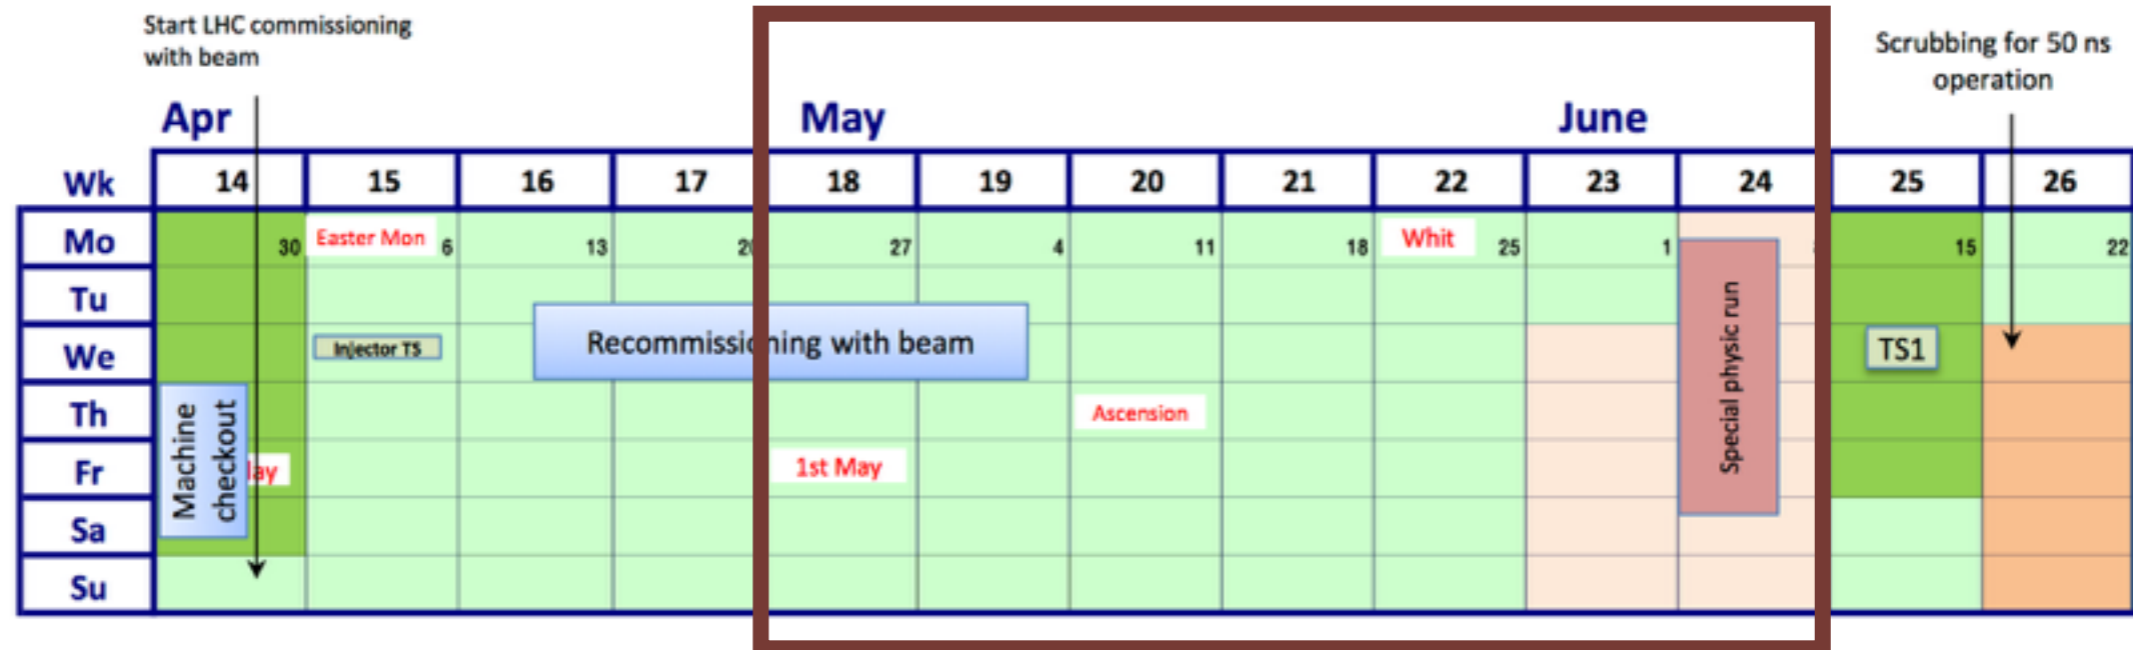 Start LHC commissioning
with beam
Scrubbing for 50 ns
operation
Apr May June
Wk 14 15 16 17 18 19 20 21 22 23 24 25 26
Mo 30 Easter Mon 6 13 27 4 11 18 Whit 25 1 15 22
Tu
We Injector TS Recommissioning with beam TS1
Th Ascension
Fr 1st May
Sa
Su
Machine
checkout
Special physic run